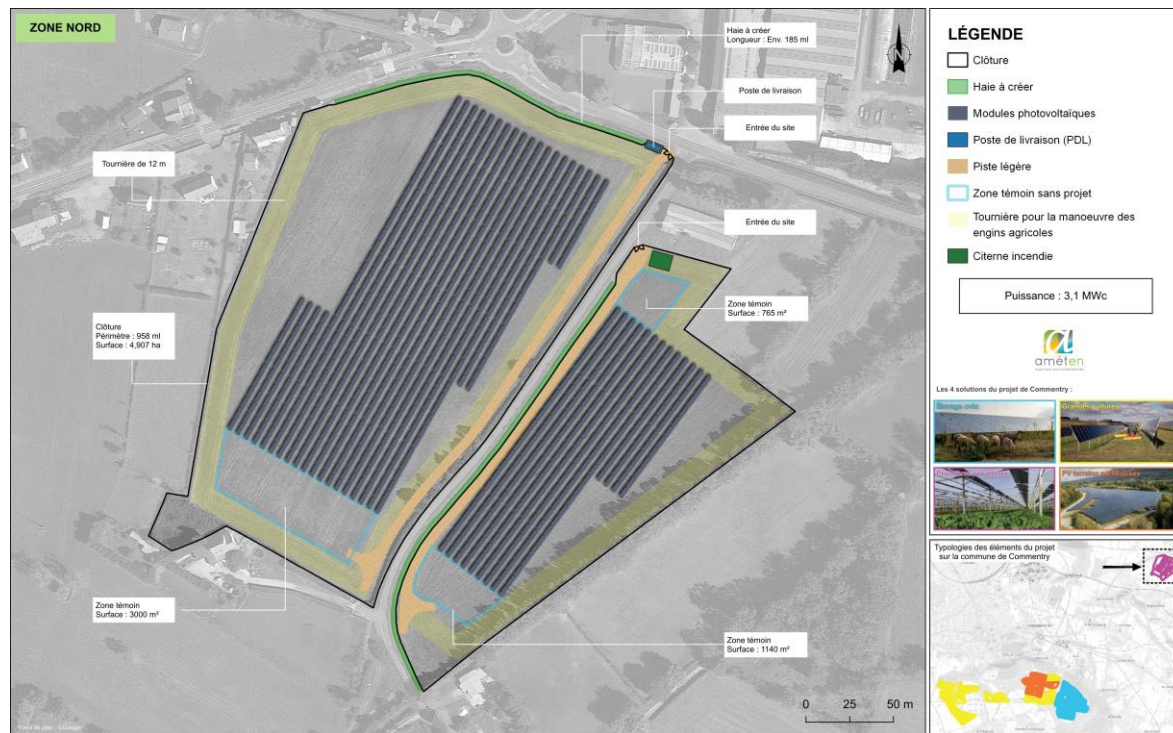 ZONE NORD
Haie à créer
Longueur : Env. 185 ml
Poste de livraison
Entrée du site
Tournière de 12 m
Entrée du site
Zone témoin
Surface : 765 m²
Clôture
Périmètre : 958 ml
Surface : 4,907 ha
Zone témoin
Surface : 3000 m²
Zone témoin
Surface : 1140 m²
0 25 50 m
LÉGENDE
Clôture
Haie à créer
Modules photovoltaïques
Poste de livraison (PDL)
Piste légère
Zone témoin sans projet
Tournière pour la manoeuvre des
engins agricoles
Citerne incendie
Puissance : 3,1 MWc
améten
Les 4 solutions du projet de Commentry :
Élevage ovin
Grandes cultures
Typologies des éléments du projet
sur la commune de Commentry